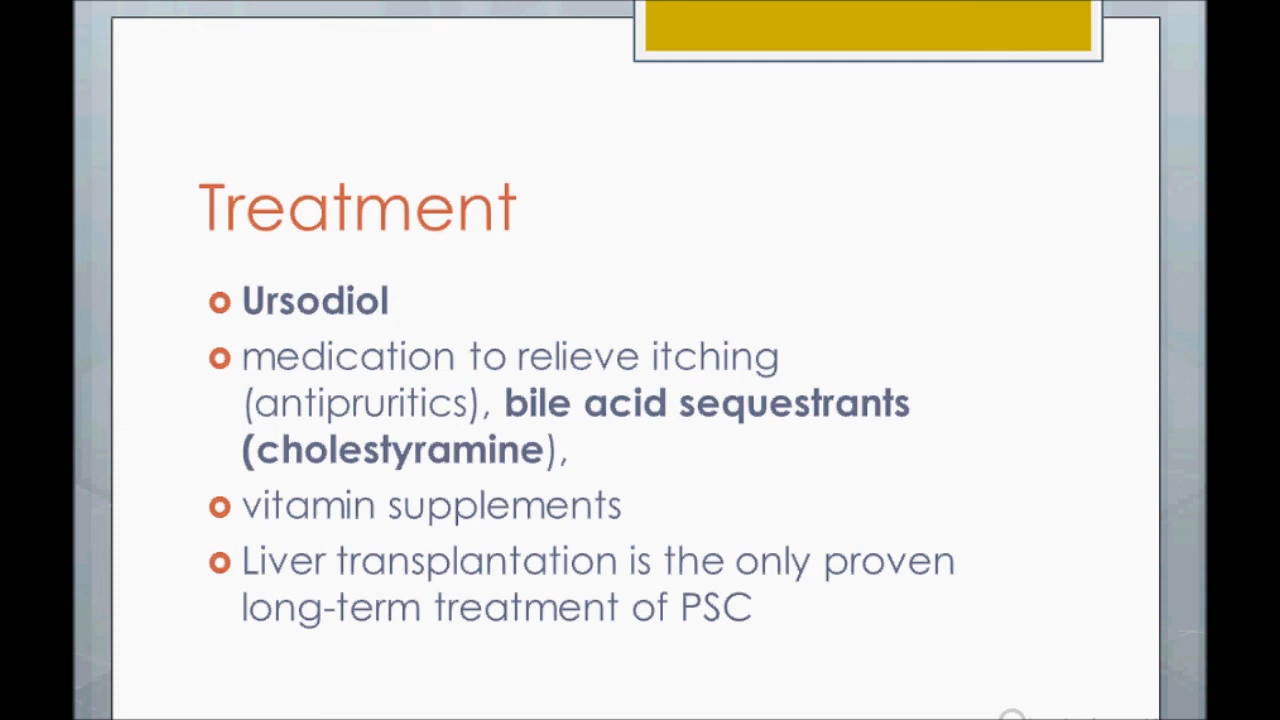 Treatment
Ursodiol
medication to relieve itching
(antipruritics), bile acid sequestrants
(cholestyramine),
vitamin supplements
Liver transplantation is the only proven
long-term treatment of PSC